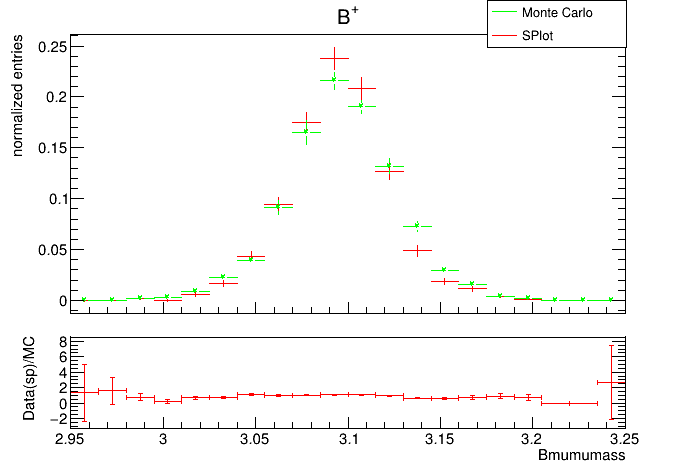 B+
Monte Carlo
SPlot
normalized entries
0.25
0.2
0.15
0.1
0.05
0
Data(sp)/MC
8
6
4
2
0
−2
2.95 3 3.05 3.1 3.15 3.2 3.25
Bmumumass